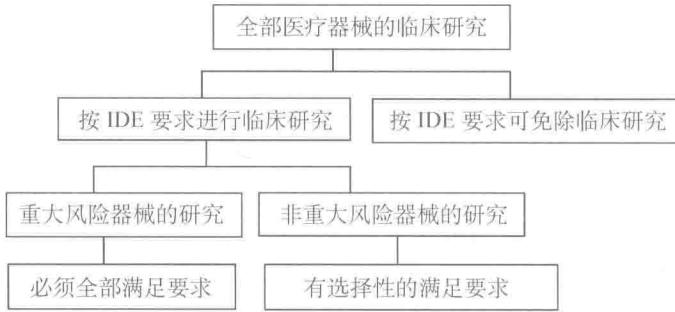 全部医疗器械的临床研究
按 IDE 要求进行临床研究
按 IDE 要求可免除临床研究
重大风险器械的研究
非重大风险器械的研究
必须全部满足要求
有选择性的满足要求